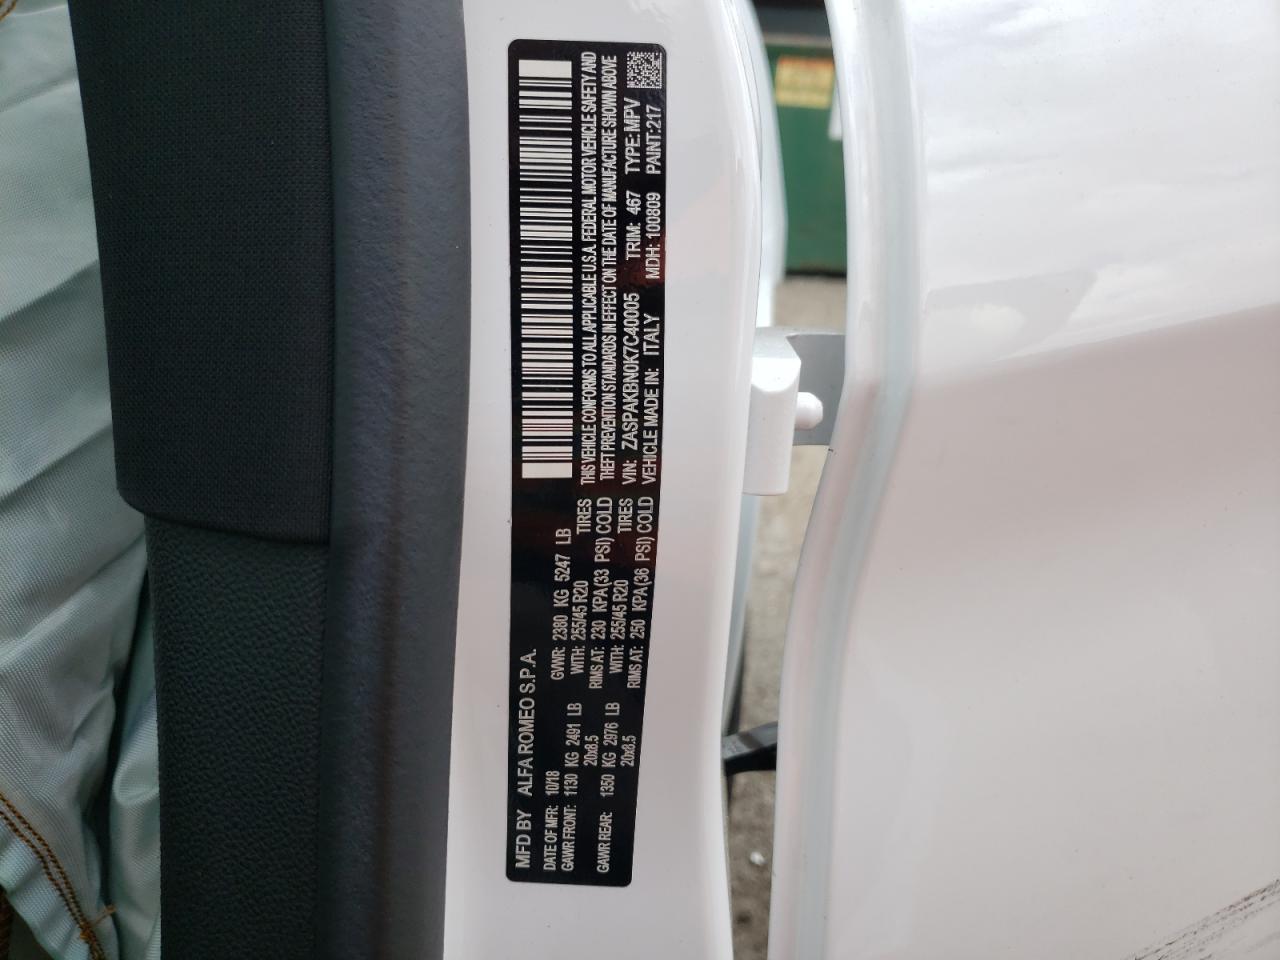 MFD BY ALFA ROMEO S.P.A.
DATE OF MFR: 10/18 GVWR: 2380 KG 5247 LB
GAWR FRONT: 1130 KG 2491 LB WITH: 255/45 R20 TIRES
20x8.5 RIMS AT: 230 KPA(33 PSI) COLD
GAWR REAR: 1350 KG 2976 LB WITH: 255/45 R20 TIRES
20x8.5 RIMS AT: 250 KPA(36 PSI) COLD
THIS VEHICLE CONFORMS TO ALL APPLICABLE U.S.A. FEDERAL MOTOR VEHICLE SAFETY AND
THEFT PREVENTION STANDARDS IN EFFECT ON THE DATE OF MANUFACTURE SHOWN ABOVE
VIN: ZASPAKBN0K7C40005 TRIM: 467 TYPE:MPV
VEHICLE MADE IN: ITALY MDH: 100809 PAINT:217